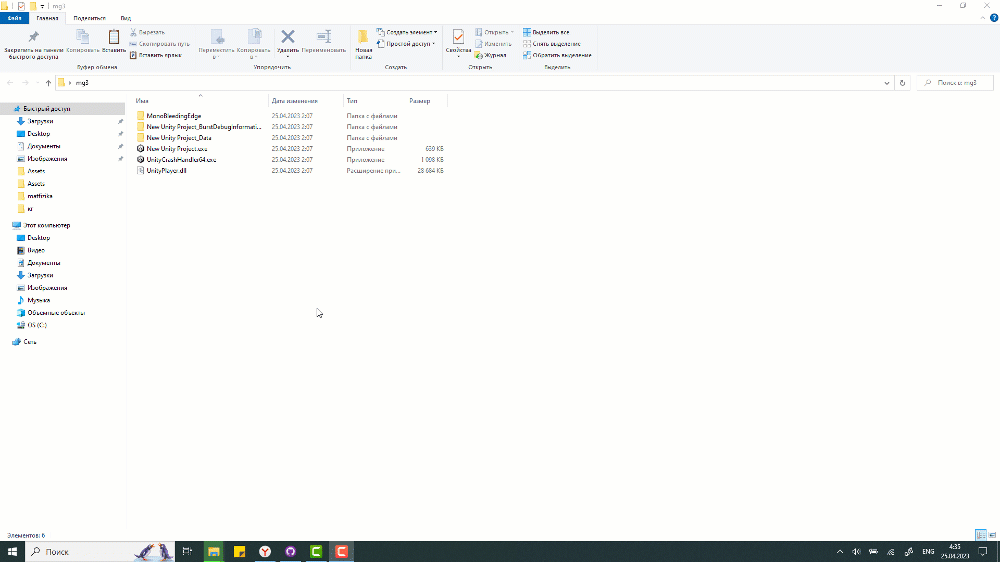 mg3
Файл Главная Поделиться Вид
Закрепить на панели быстрого доступа
Копировать
Вставить
Вырезать
Скопировать путь
Вставить ярлык
Буфер обмена
Переместить в
Копировать в
Удалить
Переименовать
Упорядочить
Новая папка
Создать элемент
Простой доступ
Создать
Свойства
Открыть
Изменить
Журнал
Открыть
Выделить все
Снять выделение
Обратить выделение
Выделить
mg3
Поиск в: mg3
Быстрый доступ
Загрузки
Desktop
Документы
Изображения
Assets
Assets
matfizika
кг
Этот компьютер
Desktop
Видео
Документы
Загрузки
Изображения
Музыка
Объемные объекты
OS (C:)
Сеть
Имя Дата изменения Тип Размер
MonoBleedingEdge 25.04.2023 2:07 Папка с файлами
New Unity Project_BurstDebugInformati... 25.04.2023 2:07 Папка с файлами
New Unity Project_Data 25.04.2023 2:07 Папка с файлами
New Unity Project.exe 25.04.2023 2:07 Приложение 639 КБ
UnityCrashHandler64.exe 25.04.2023 2:07 Приложение 1 098 КБ
UnityPlayer.dll 25.04.2023 2:07 Расширение при... 28 684 КБ
Элементов: 6
Поиск
ENG
4:35
25.04.2023